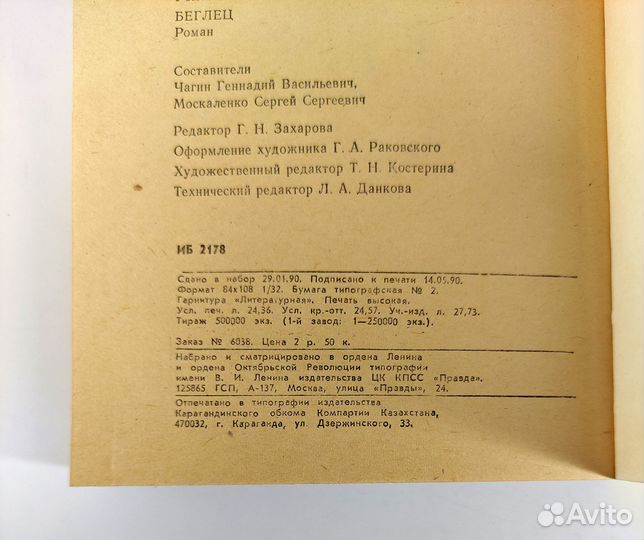 БЕГЛЕЦ
Роман
Составители
Чагин Геннадий Васильевич,
Москаленко Сергей Сергеевич
Редактор Г. Н. Захарова
Оформление художника Г. А. Раковского
Художественный редактор Т. Н. Костерина
Технический редактор Л. А. Данкова
ИБ 2178
Сдано в набор 29.01.90. Подписано к печати 14.05.90.
Формат 84х108 1/32. Бумага типографская № 2.
Гарнитура «Литературная». Печать высокая.
Усл. печ. л. 24,36. Усл. кр.-отт. 24,57. Уч.-изд. л. 27,73.
Тираж 500000 экз. (1-й завод: 1—250000 экз.).
Заказ № 6038. Цена 2 р. 50 к.
Набрано и сматрицировано в ордена Ленина
и ордена Октябрьской Революции типографии
имени В. И. Ленина издательства ЦК КПСС «Правда».
125865 ГСП, А-137, Москва, улица «Правды», 24.
Отпечатано в типографии издательства
Карагандинского обкома Компартии Казахстана,
470032, г. Караганда, ул. Дзержинского, 33.
Avito